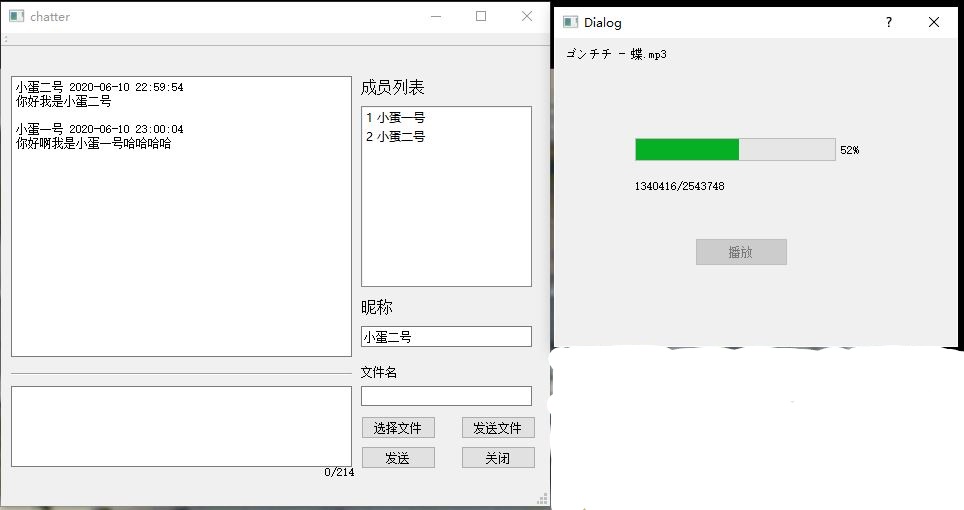 chatter
小蛋二号 2020-06-10 22:59:54
你好我是小蛋二号
小蛋一号 2020-06-10 23:00:04
你好啊我是小蛋一号哈哈哈哈
0/214
成员列表
1 小蛋一号
2 小蛋二号
昵称
小蛋二号
文件名
选择文件 发送文件
发送 关闭
Dialog ?
ゴンチチ - 蝶.mp3
52%
1340416/2543748
播放